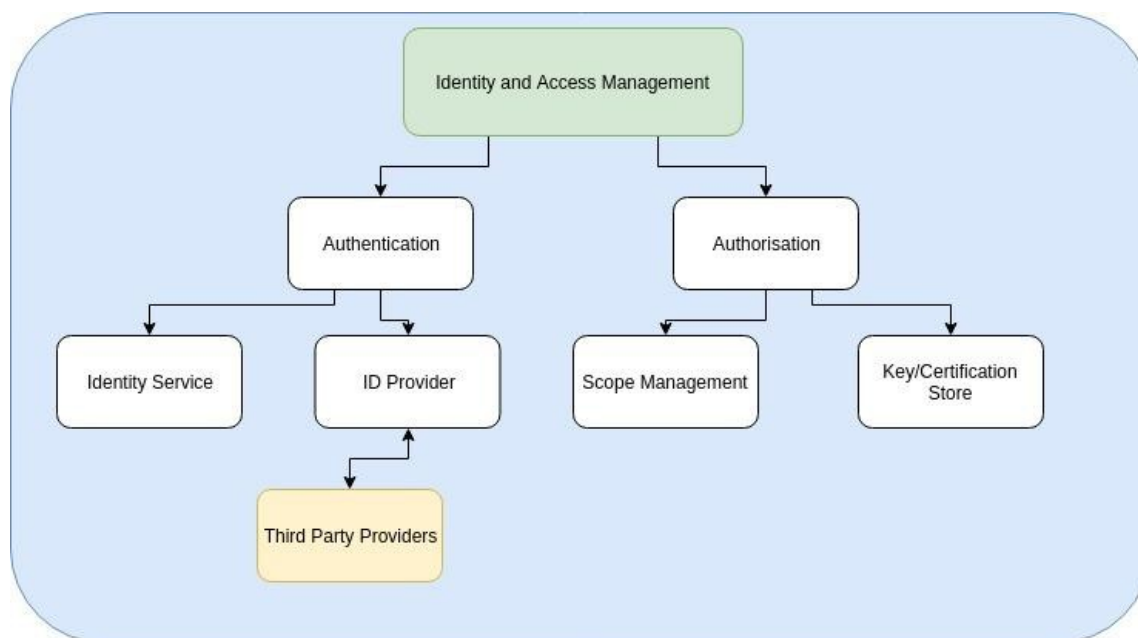 Identity and Access Management
Authentication
Authorisation
Identity Service
ID Provider
Scope Management
Key/Certification
Store
Third Party Providers